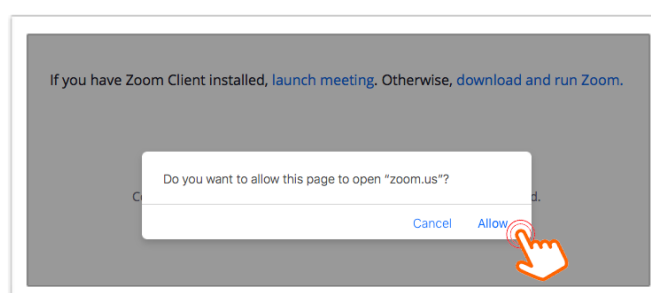 If you have Zoom Client installed, launch meeting. Otherwise, download and run Zoom.
Do you want to allow this page to open “zoom.us”?
Cancel Allow